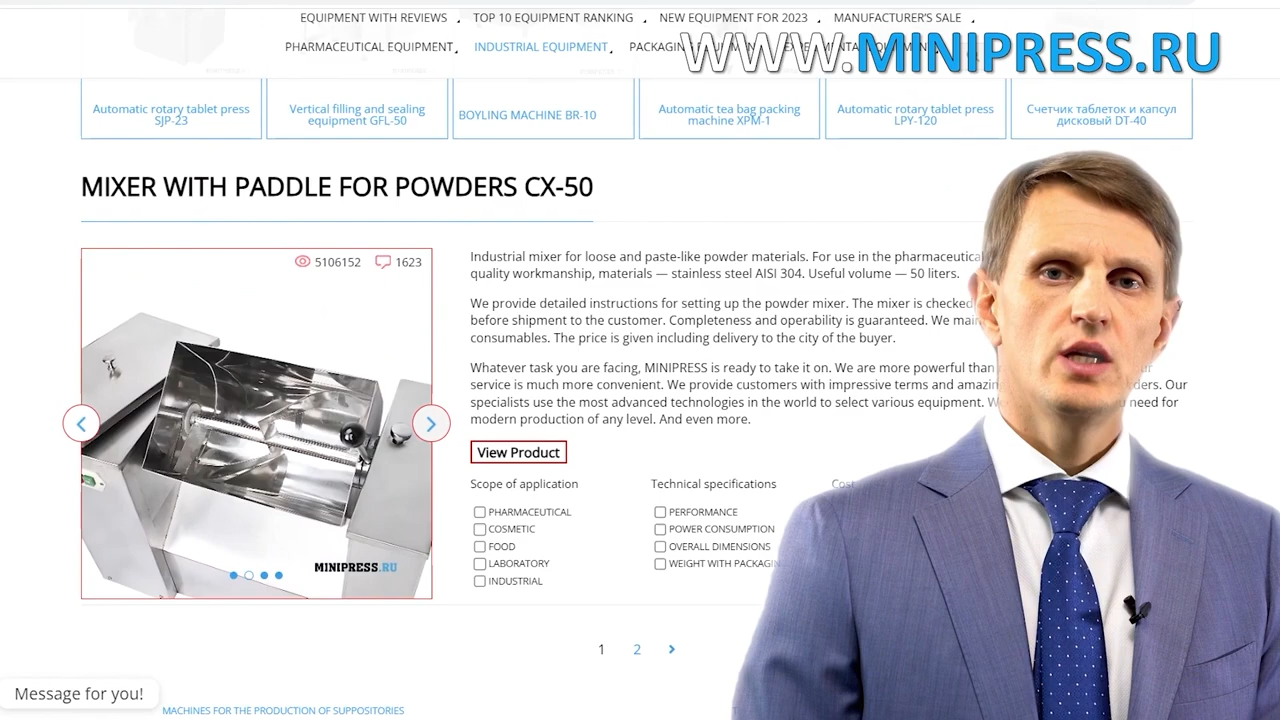 EQUIPMENT WITH REVIEWS
TOP 10 EQUIPMENT RANKING
NEW EQUIPMENT FOR 2023
MANUFACTURER'S SALE
PHARMACEUTICAL EQUIPMENT
INDUSTRIAL EQUIPMENT
WWW.MINIPRESS.RU
Automatic rotary tablet press
SJP-23
Vertical filling and sealing
equipment GFL-50
BOYLING MACHINE BR-10
Automatic tea bag packing
machine XPM-1
Automatic rotary tablet press
LPY-120
Счетчик таблеток и капсул
дисковый DT-40
MIXER WITH PADDLE FOR POWDERS CX-50
5106152
1623
Industrial mixer for loose and paste-like powder materials. For use in the pharmaceutical
quality workmanship, materials — stainless steel AISI 304. Useful volume — 50 liters.
We provide detailed instructions for setting up the powder mixer. The mixer is checked
before shipment to the customer. Completeness and operability is guaranteed. We
consumables. The price is given including delivery to the city of the buyer.
Whatever task you are facing, MINIPRESS is ready to take it on. We are more powerful than
service is much more convenient. We provide customers with impressive terms and Our
specialists use the most advanced technologies in the world to select various equipment. need for
modern production of any level. And even more.
View Product
Scope of application
PHARMACEUTICAL
COSMETIC
FOOD
LABORATORY
INDUSTRIAL
Technical specifications
PERFORMANCE
POWER CONSUMPTION
OVERALL DIMENSIONS
WEIGHT WITH
Cost
MINIPRESS.RU
1
2
Message for you!
MACHINES FOR THE PRODUCTION OF SUPPOSITORIES